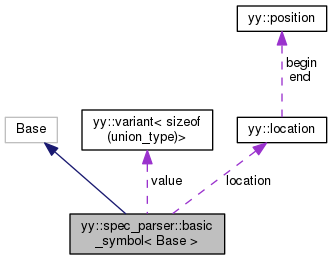 yy::position
begin
end
Base
yy::variant< sizeof
(union_type)>
yy::location
value
location
yy::spec_parser::basic
_symbol< Base >